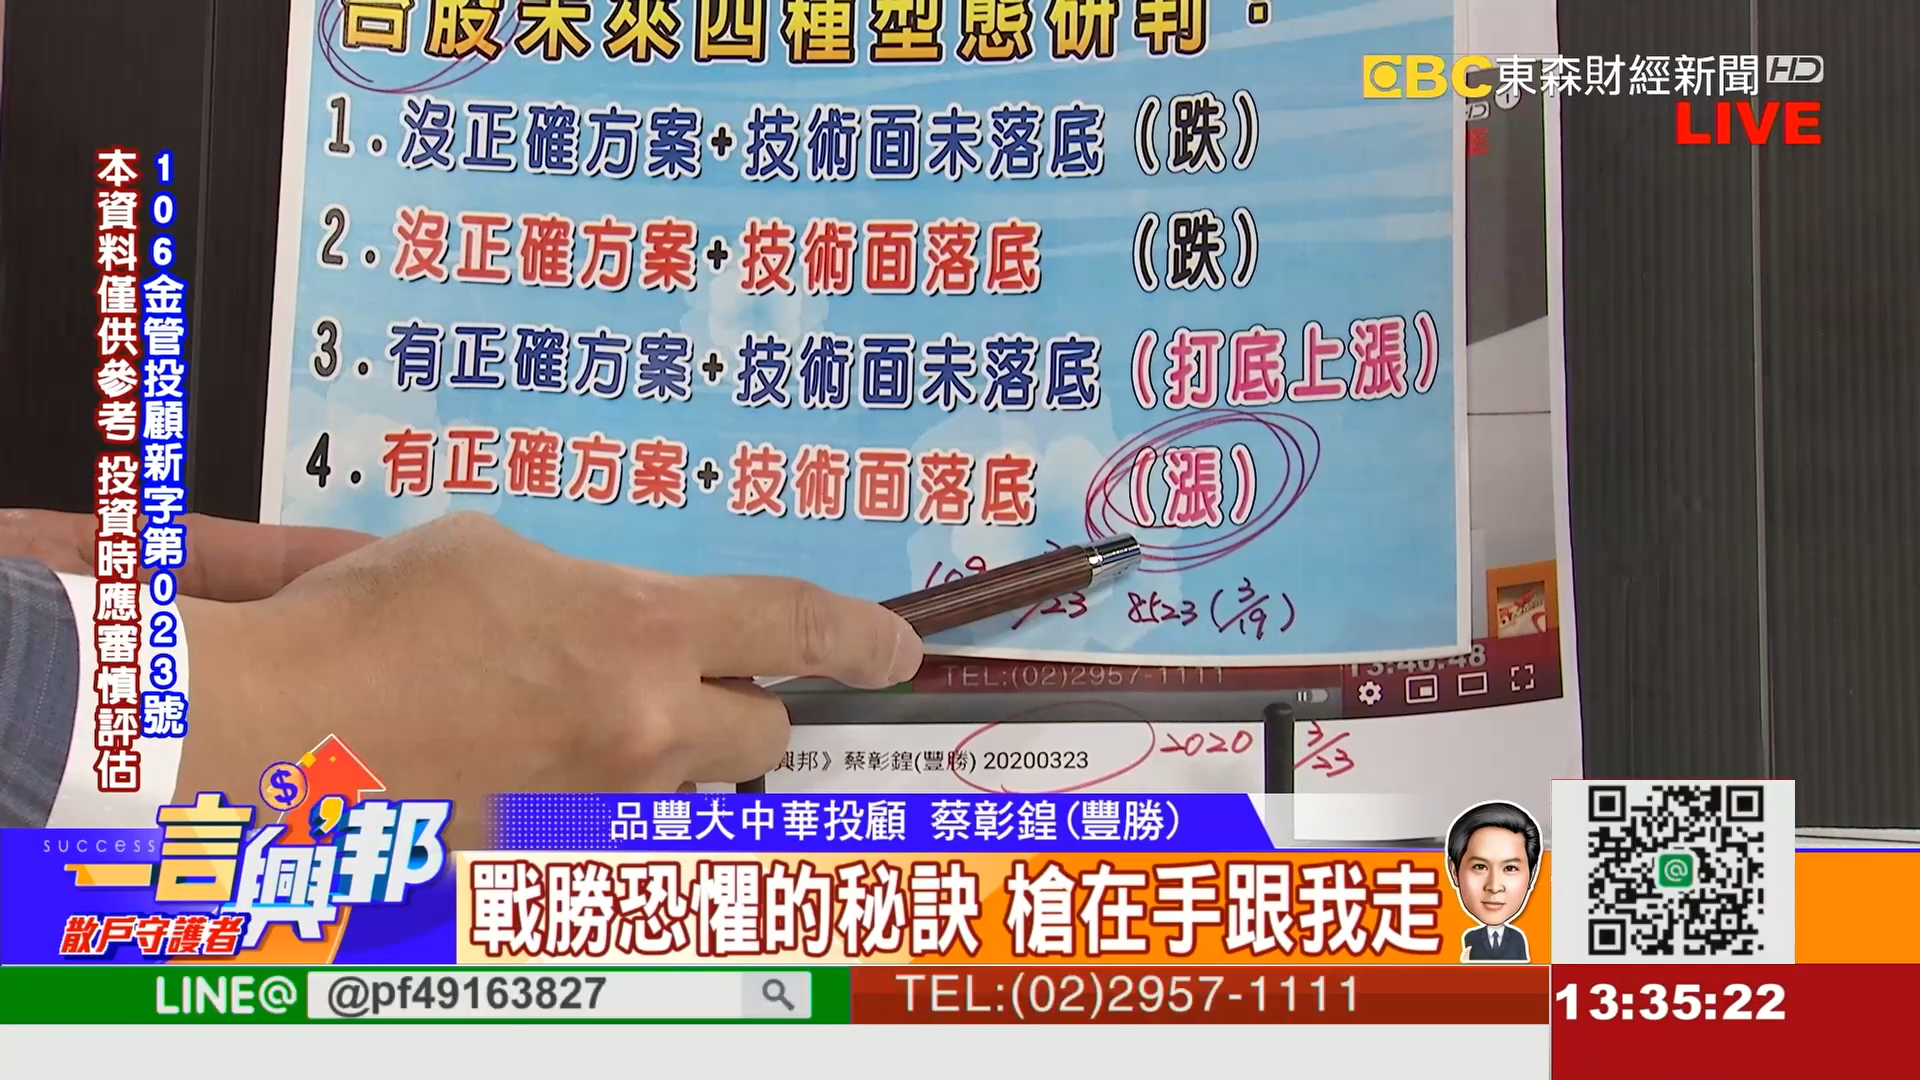 台股未來四種型態研判：
1.沒正確方案+技術面未落底(跌)
2.沒正確方案+技術面落底 (跌)
3.有正確方案+技術面未落底(打底上漲)
4.有正確方案+技術面落底 (漲)
109
/23 8523(3/19)
TEL:(02)2957-1111
13:40:48
興邦》蔡彰鍠(豐勝) 20200323
2020 3/23
EBC東森財經新聞HD
LIVE
106金管投顧新字第023號
本資料僅供參考 投資時應審慎評估
success
一言興邦
散戶守護者
品豐大中華投顧 蔡彰鍠(豐勝)
戰勝恐懼的秘訣 槍在手跟我走
LINE@ @pf49163827
TEL:(02)2957-1111
13:35:22